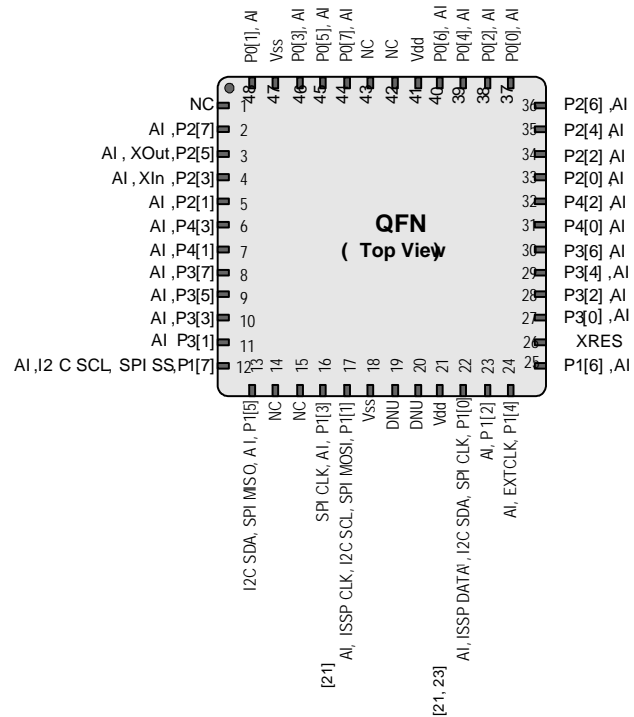 P0[1], AI
Vss
P0[3], AI
P0[5], AI
P0[7], AI
NC
NC
Vdd
P0[6], AI
P0[4], AI
P0[2], AI
P0[0], AI
48
47
46
45
44
43
42
41
40
39
38
37
NC 1
AI ,P2[7] 2
AI , XOut,P2[5] 3
AI , XIn ,P2[3] 4
AI ,P2[1] 5
AI ,P4[3] 6
AI ,P4[1] 7
AI ,P3[7] 8
AI ,P3[5] 9
AI ,P3[3] 10
AI P3[1] 11
AI ,I2 C SCL, SPI SS,P1[7] 12
QFN
( Top View)
36 P2[6] ,AI
35 P2[4] ,AI
34 P2[2] ,AI
33 P2[0] ,AI
32 P4[2] ,AI
31 P4[0] ,AI
30 P3[6] ,AI
29 P3[4] ,AI
28 P3[2] ,AI
27 P3[0] ,AI
26 XRES
25 P1[6] ,AI
13
14
15
16
17
18
19
20
21
22
23
24
I2C SDA, SPI MISO, AI, P1[5]
NC
NC
SPI CLK, AI, P1[3]
[21] AI, ISSP CLK, I2C SCL, SPI MOSI, P1[1]
Vss
DNU
DNU
Vdd
[21, 23] AI, ISSP DATA¹, I2C SDA, SPI CLK, P1[0]
AI, P1[2]
AI, EXTCLK, P1[4]